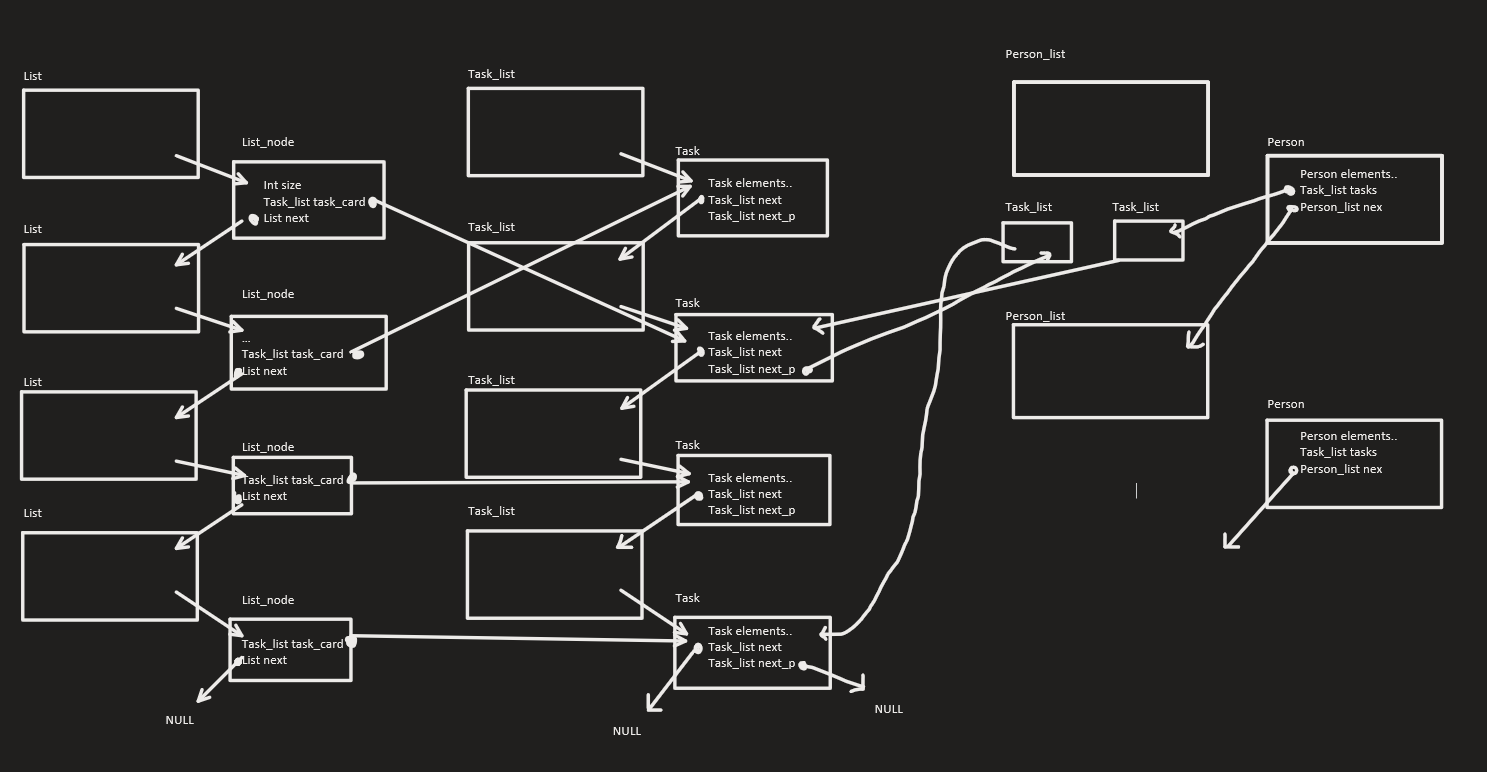 List
List_node
Int size
Task_list task_card
List next
List
List_node
...
Task_list task_card
List next
List
List_node
Task_list task_card
List next
List
List_node
Task_list task_card
List next
NULL
Task_list
Task
Task elements..
Task_list next
Task_list next_p
Task_list
Task
Task elements..
Task_list next
Task_list next_p
Task_list
Task
Task elements..
Task_list next
Task_list next_p
Task_list
Task
Task elements..
Task_list next
Task_list next_p
NULL
NULL
Person_list
Person
Person elements..
Task_list tasks
Person_list nex
Task_list
Task_list
Person_list
Person
Person elements..
Task_list tasks
Person_list nex